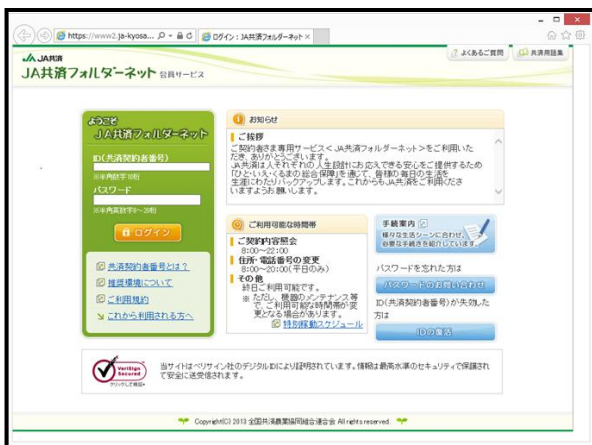 https://www2.ja-kyosa...
ログイン : JA共済フォルダーネット
JA共済
よくあるご質問
共済用語集
JA共済フォルダーネット 会員サービス
ようこそ
JA共済フォルダーネット
ID(共済契約者番号)
※半角数字10桁
パスワード
※半角英数字8~20桁
ログイン
共済契約者番号とは?
推奨環境について
ご利用規約
これから利用される方へ
お知らせ
ご挨拶
ご契約者さま専用サービス<JA共済フォルダーネット>をご利用いた
だき、ありがとうございます。
JA共済は人それぞれの人生設計にお応えできる安心をご提供するため
「ひと・いえ・くるまの総合保障」を通じて、皆様の毎日の生活を
生涯にわたりバックアップします。これからもJA共済をご利用くださ
いますようお願いします。
ご利用可能な時間帯
ご契約内容照会
8:00~22:00
住所・電話番号の変更
8:00~20:00(平日のみ)
その他
終日ご利用可能です。
※ ただし、機器のメンテナンス等
で、ご利用可能な時間帯が変
更となる場合があります。
特別稼動スケジュール
手続案内
様々な生活シーンに合わせ、
必要な手続きを紹介しています。
パスワードを忘れた方は
パスワードのお問い合わせ
ID(共済契約者番号)が失効した
方は
IDの復活
VeriSign
Secured
クリックして確認
当サイトはベリサイン社のデジタルIDにより証明されています。情報は最高水準のセキュリティで保護され
て安全に送受信されます。
Copyright(C) 2013 全国共済農業協同組合連合会 All rights reserved.